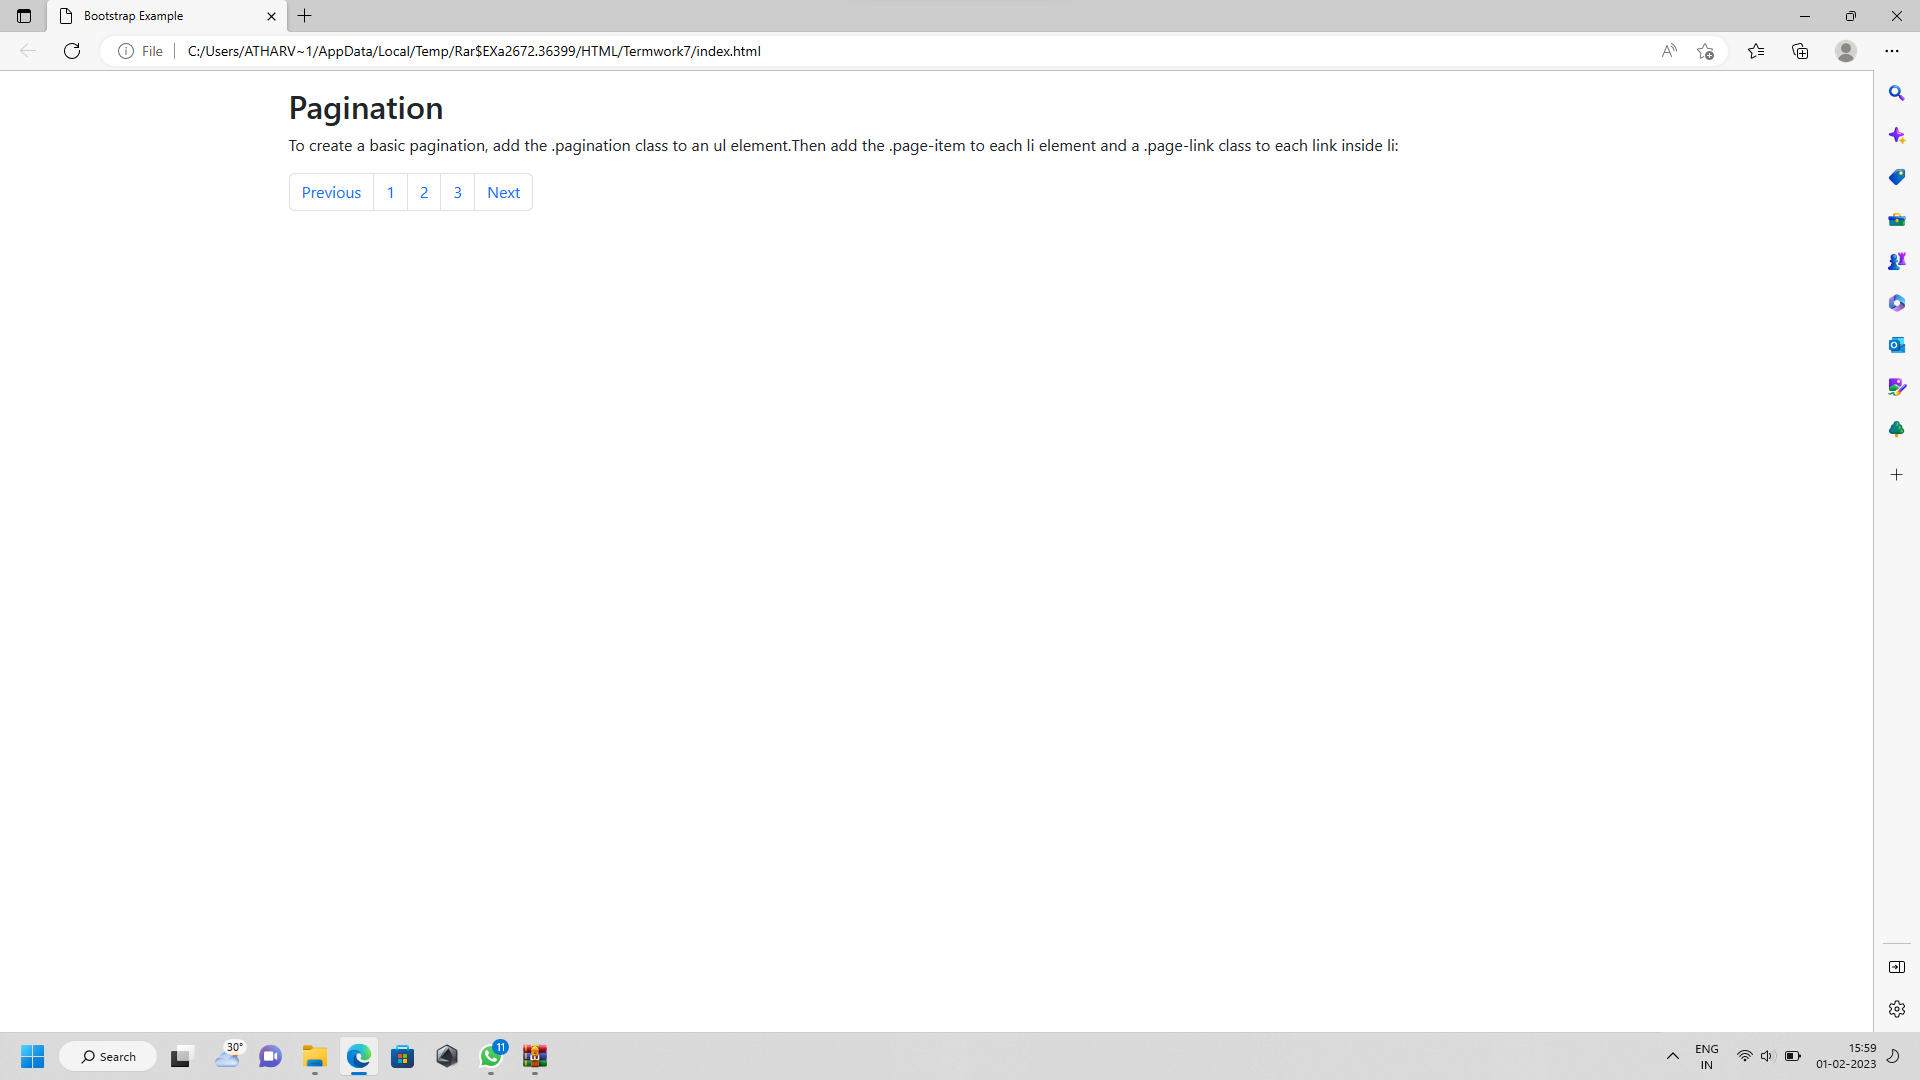 Bootstrap Example
File
C:/Users/ATHARV~1/AppData/Local/Temp/Rar$EXa2672.36399/HTML/Termwork7/index.html
Pagination
To create a basic pagination, add the .pagination class to an ul element.Then add the .page-item to each li element and a .page-link class to each link inside li:
Previous 1 2 3 Next
Search
30°
11
ENG
IN
15:59
01-02-2023